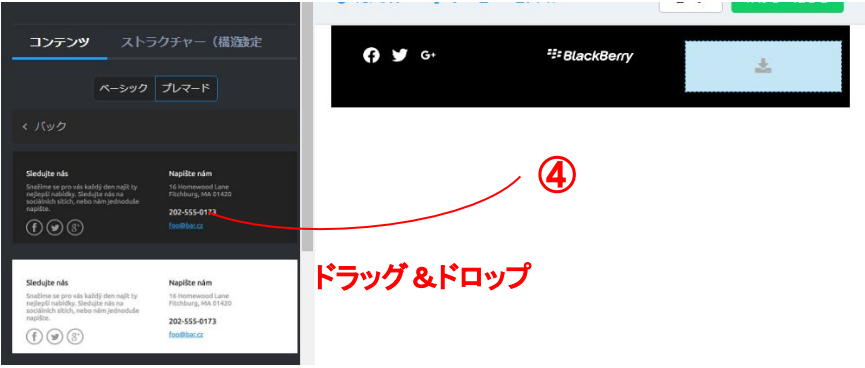 コンテンツ
ストラクチャー（構造
ベーシック
プレマード
< バック
Sledujte nás
Snažíme se pro vás každý den najít ty
nejlepší nabídky. Sledujte nás na
sociálních sítích, nebo nám jednoduše
napište.
Napište nám
16 Homewood Lane
Fitchburg, MA 01420
202-555-0173
foo@bar.cz
Sledujte nás
Snažíme se pro vás každý den najít ty
nejlepší nabídky. Sledujte nás na
sociálních sítích, nebo nám jednoduše
napište.
Napište nám
16 Homewood Lane
Fitchburg, MA 01420
202-555-0173
foo@bar.cz
G+
BlackBerry
④
ドラッグ&ドロップ